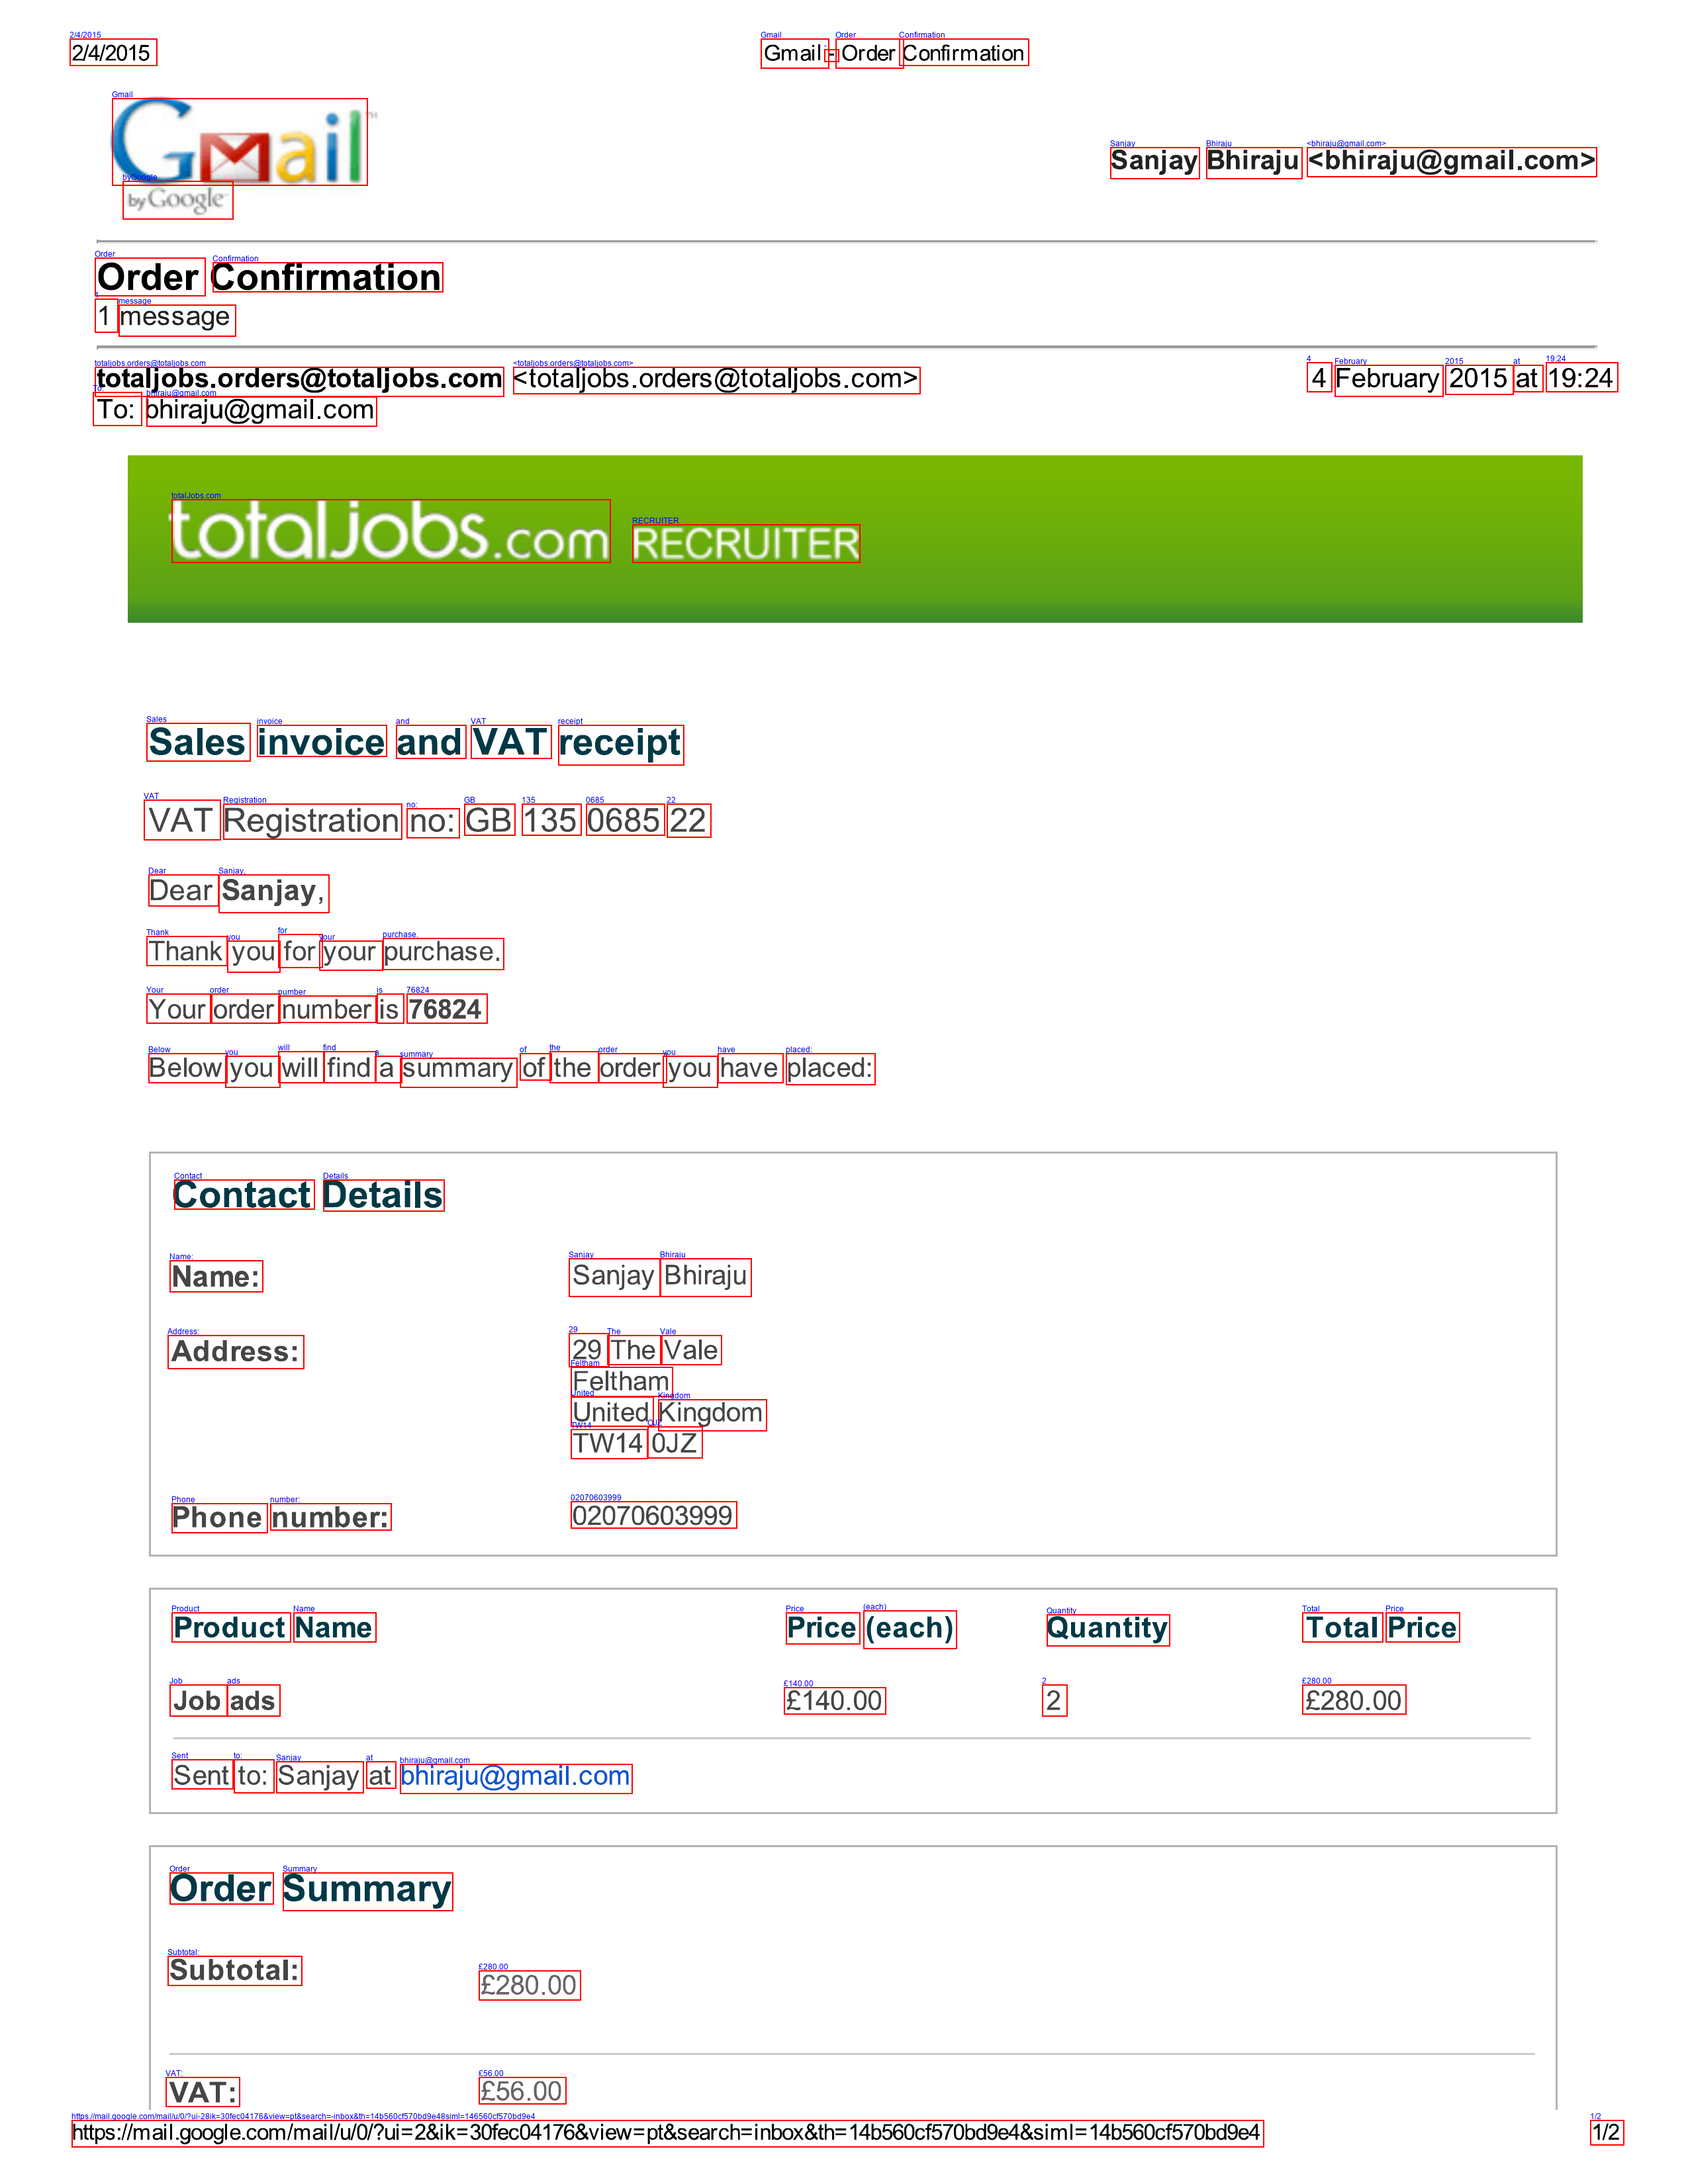 2/4/2015 Gmail - Order Confirmation
Gmail™
by Google
Sanjay Bhiraju <bhiraju@gmail.com>
Order Confirmation
1 message
totaljobs.orders@totaljobs.com <totaljobs.orders@totaljobs.com> 4 February 2015 at 19:24
To: bhiraju@gmail.com
totaljobs.com RECRUITER
Sales invoice and VAT receipt
VAT Registration no: GB 135 0685 22
Dear Sanjay,
Thank you for your purchase.
Your order number is 76824
Below you will find a summary of the order you have placed:
Contact Details
Name: Sanjay Bhiraju
Address: 29 The Vale
Feltham
United Kingdom
TW14 0JZ
Phone number: 02070603999
Product Name Price (each) Quantity Total Price
Job ads £140.00 2 £280.00
Sent to: Sanjay at bhiraju@gmail.com
Order Summary
Subtotal: £280.00
VAT: £56.00
https://mail.google.com/mail/u/0/?ui=2&ik=30fec04176&view=pt&search=inbox&th=14b560cf570bd9e4&siml=14b560cf570bd9e4 1/2